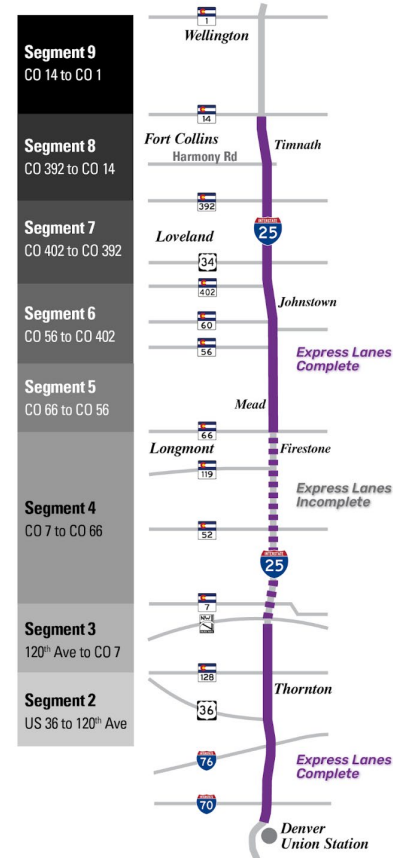 Segment 9
CO 14 to CO 1
Segment 8
CO 392 to CO 14
Segment 7
CO 402 to CO 392
Segment 6
CO 56 to CO 402
Segment 5
CO 66 to CO 56
Segment 4
CO 7 to CO 66
Segment 3
120th Ave to CO 7
Segment 2
US 36 to 120th Ave
1
Wellington
14
Fort Collins
Timnath
Harmony Rd
392
INTERSTATE
25
Loveland
34
402
Johnstown
60
56
Express Lanes
Complete
Mead
66
Longmont
Firestone
119
Express Lanes
Incomplete
52
INTERSTATE
25
7
128
Thornton
36
76
Express Lanes
Complete
70
Denver
Union Station